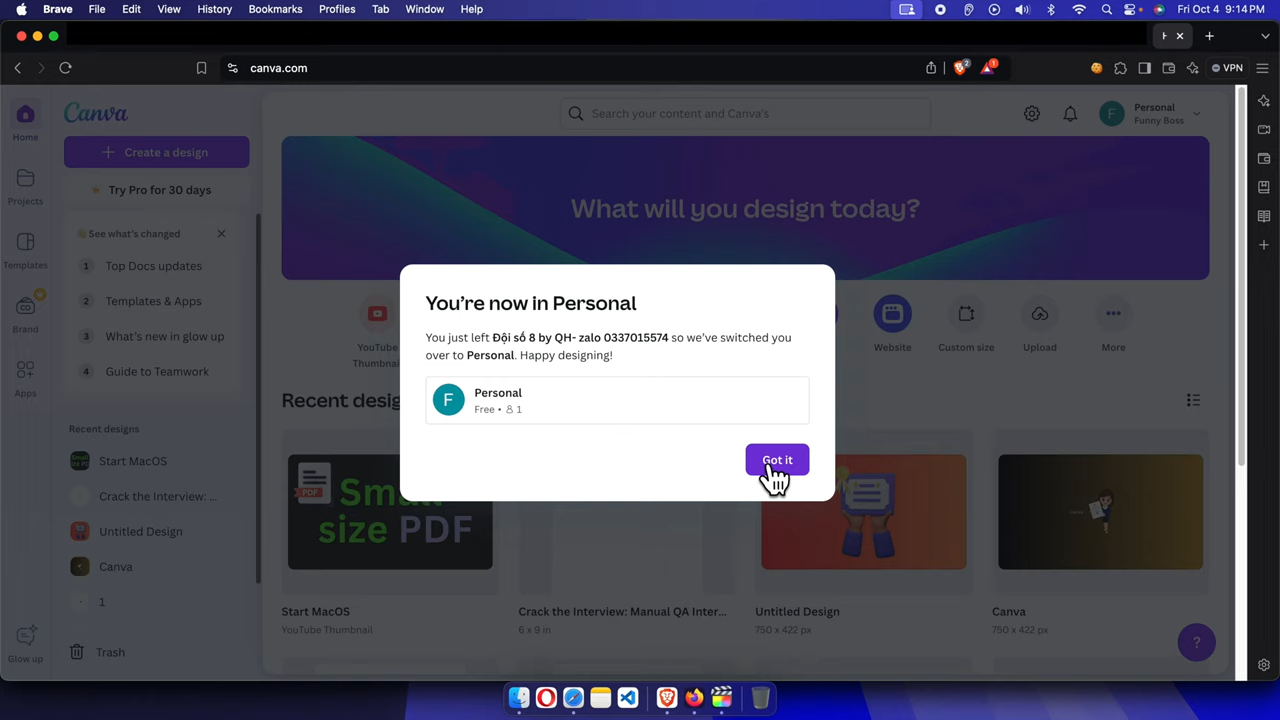 Brave File Edit View History Bookmarks Profiles Tab Window Help Fri Oct 4 9:14 PM
canva.com
2
1
VPN
Home
Projects
Templates
Brand
Apps
Glow up
Canva
Create a design
Try Pro for 30 days
See what's changed
1 Top Docs updates
2 Templates & Apps
3 What's new in glow up
4 Guide to Teamwork
Recent designs
Start MacOS
Crack the Interview: ...
Untitled Design
Canva
1
Trash
Search your content and Canva's
F
Personal
Funny Boss
What will you design today?
YouTube
Website
Custom size
Upload
More
You're now in Personal
You just left Đội số 8 by QH- zalo 0337015574 so we've switched you
over to Personal. Happy designing!
F
Personal
Free • 1
Got it
PDF
size PDF
Start MacOS
YouTube Thumbnail
Crack the Interview: Manual QA Inter...
6 x 9 in
Untitled Design
750 x 422 px
Canva
750 x 422 px
?